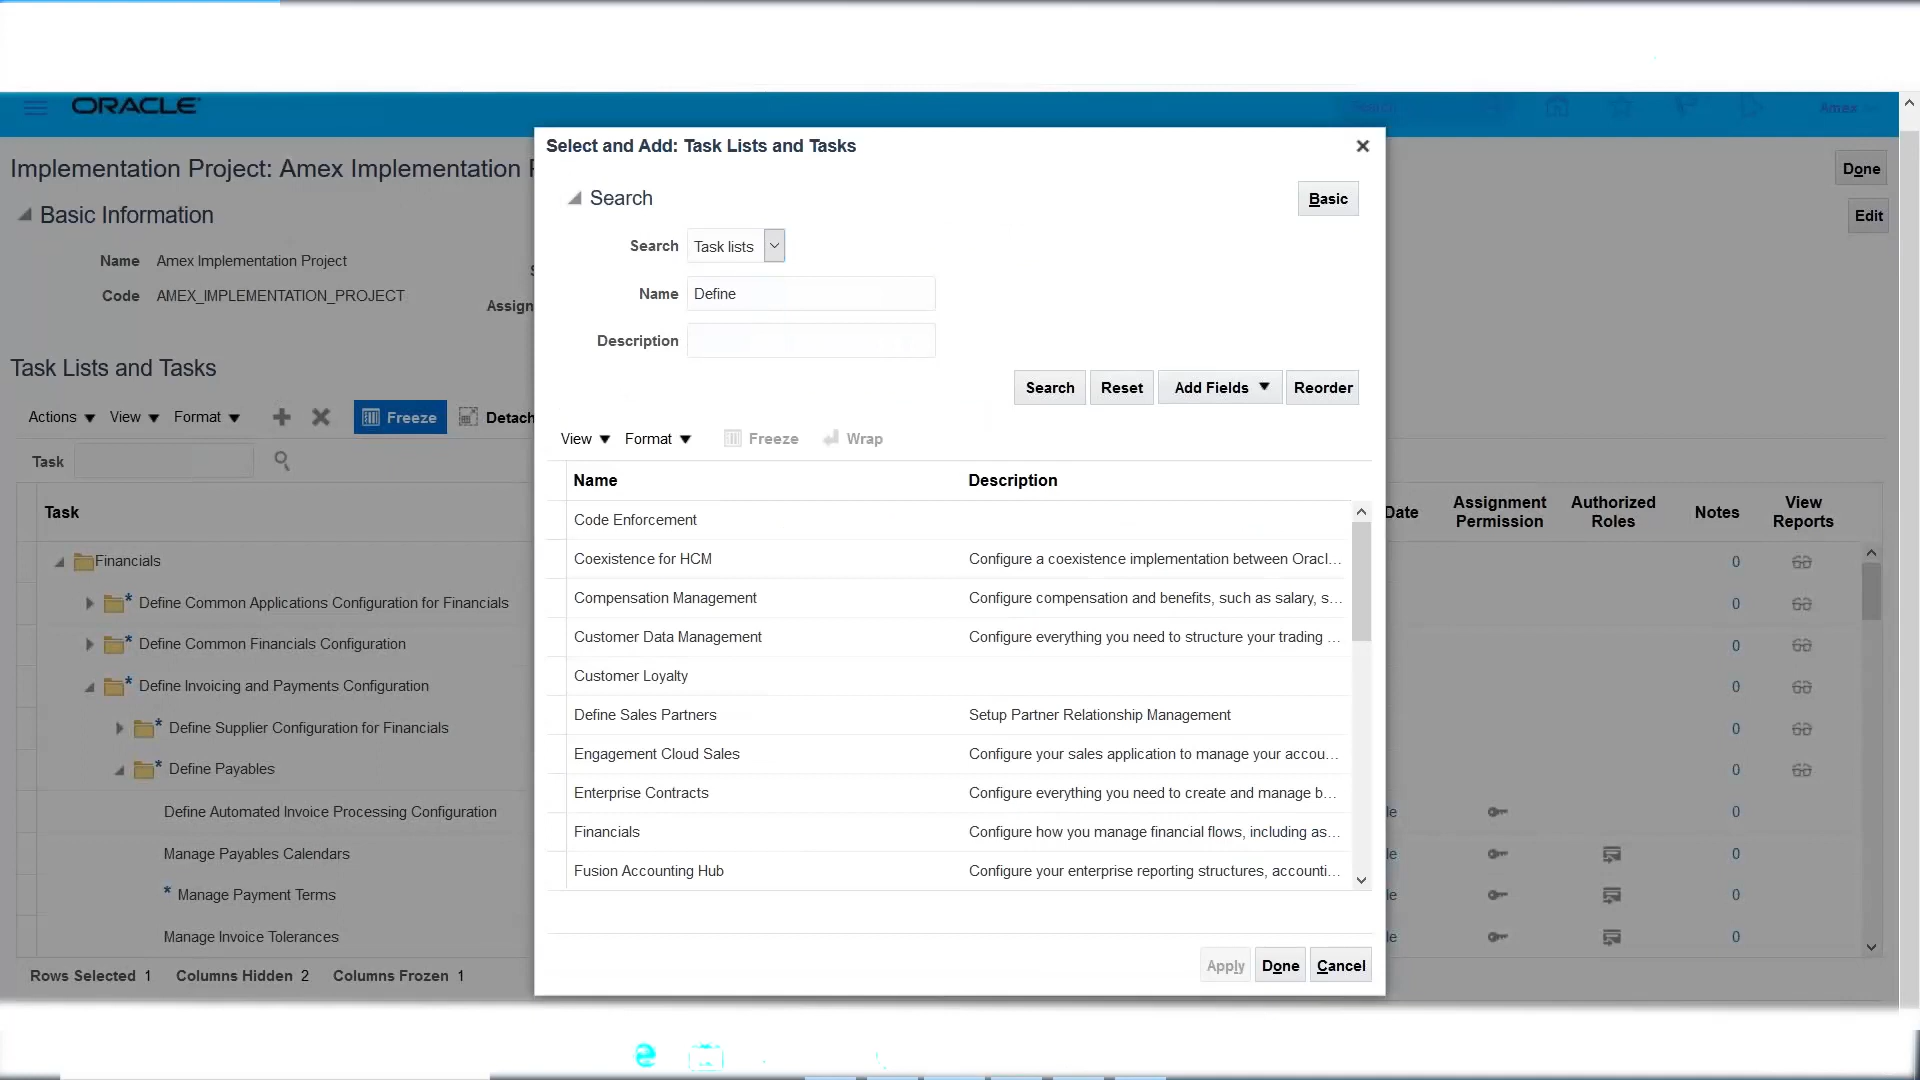 ORACLE
Search
Amex
Implementation Project: Amex Implementation
Done
Basic Information
Edit
Name Amex Implementation Project
Code AMEX_IMPLEMENTATION_PROJECT
Assign
Task Lists and Tasks
Actions View Format Freeze Detach
Task
Task
Date Assignment Permission Authorized Roles Notes View Reports
Financials 0
* Define Common Applications Configuration for Financials 0
* Define Common Financials Configuration 0
* Define Invoicing and Payments Configuration 0
* Define Supplier Configuration for Financials 0
* Define Payables 0
Define Automated Invoice Processing Configuration le 0
Manage Payables Calendars le 0
* Manage Payment Terms le 0
Manage Invoice Tolerances le 0
Rows Selected 1 Columns Hidden 2 Columns Frozen 1
Select and Add: Task Lists and Tasks
Search
Basic
Search Task lists
Name Define
Description
Search Reset Add Fields Reorder
View Format Freeze Wrap
Name Description
Code Enforcement
Coexistence for HCM Configure a coexistence implementation between Oracl...
Compensation Management Configure compensation and benefits, such as salary, s...
Customer Data Management Configure everything you need to structure your trading ...
Customer Loyalty
Define Sales Partners Setup Partner Relationship Management
Engagement Cloud Sales Configure your sales application to manage your accou...
Enterprise Contracts Configure everything you need to create and manage b...
Financials Configure how you manage financial flows, including as...
Fusion Accounting Hub Configure your enterprise reporting structures, accounti...
Apply Done Cancel